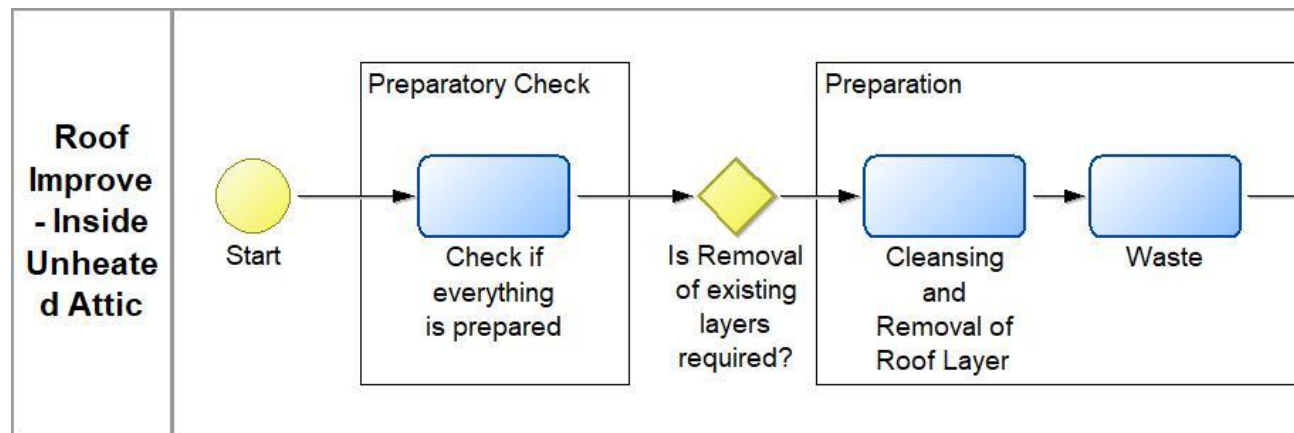 Roof
Improve
- Inside
Unheate
d Attic
Start
Preparatory Check
Check if
everything
is prepared
Is Removal
of existing
layers
required?
Preparation
Cleansing
and
Removal of
Roof Layer
Waste